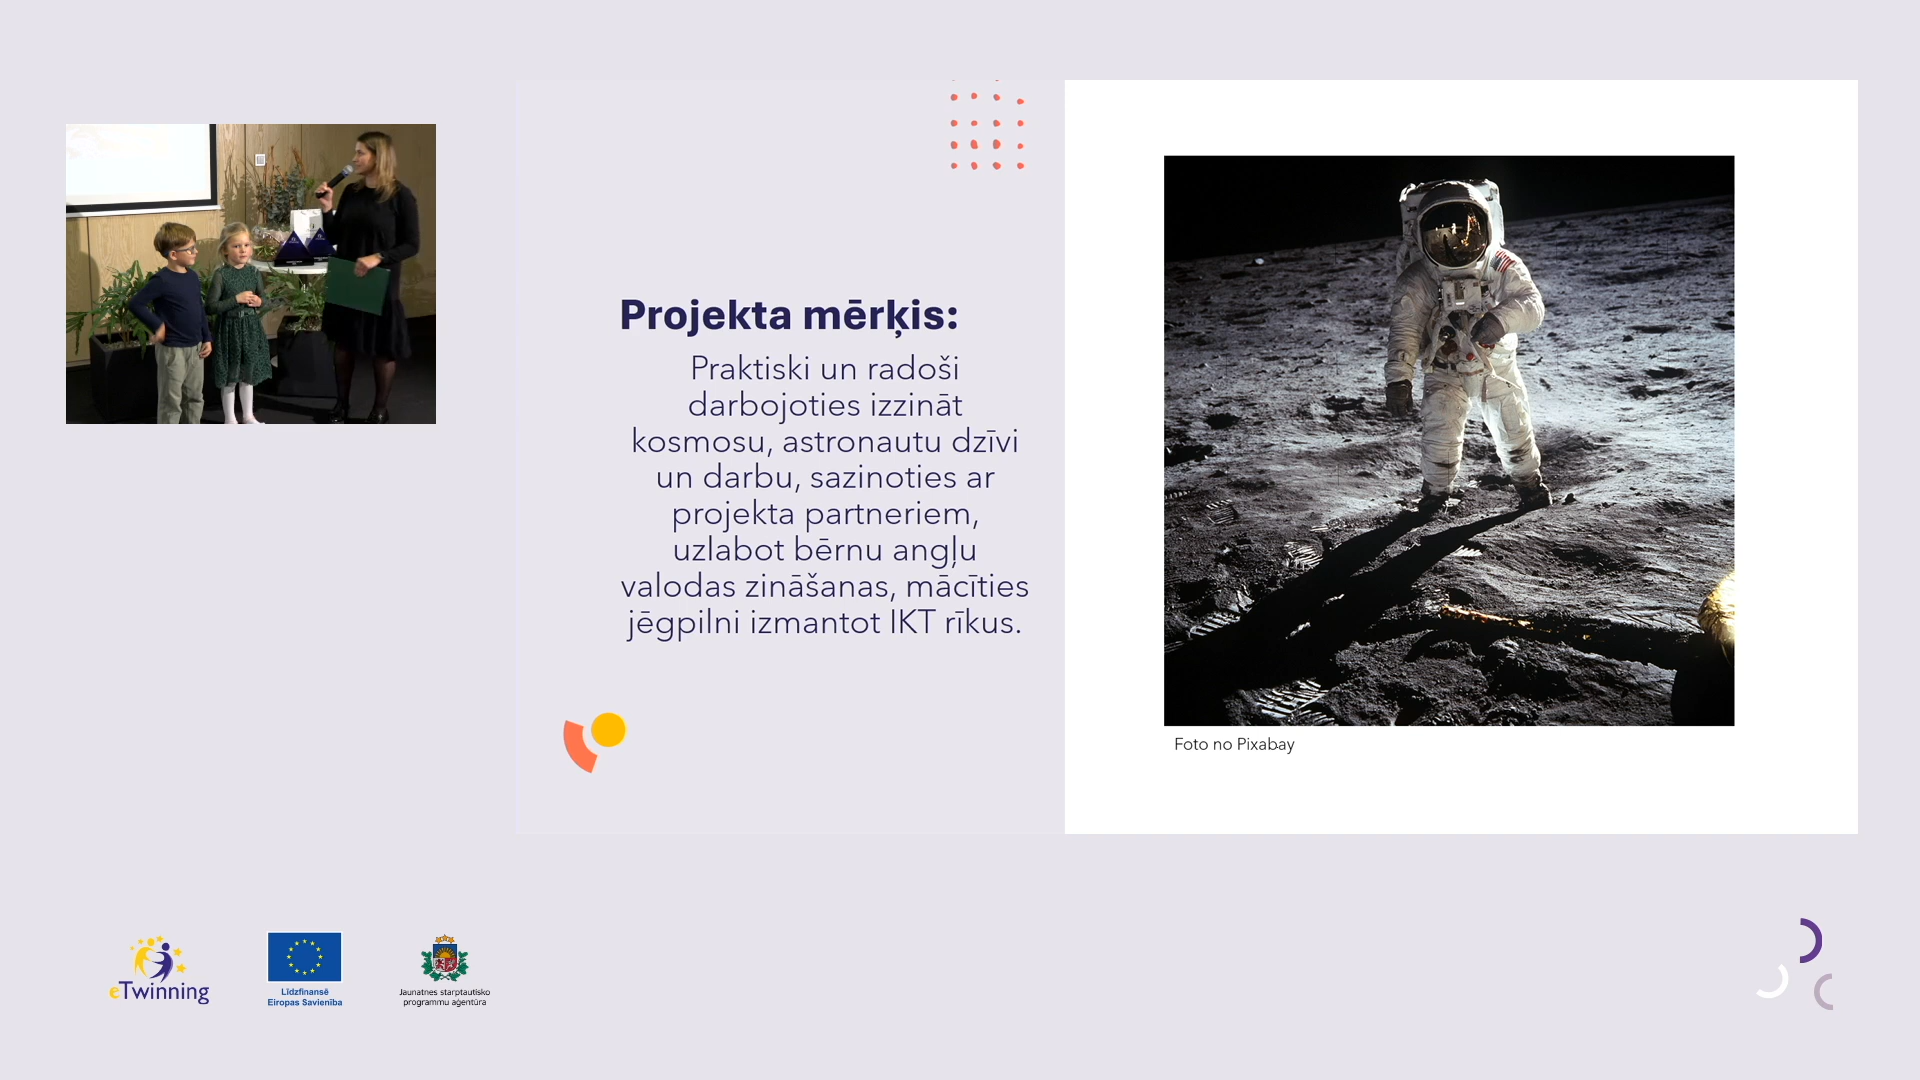 Projekta mērķis:
Praktiski un radoši
darbojoties izzināt
kosmosu, astronautu dzīvi
un darbu, sazinoties ar
projekta partneriem,
uzlabot bērnu angļu
valodas zināšanas, mācīties
jēgpilni izmantot IKT rīkus.
Foto no Pixabay
eTwinning
Līdzfinansē
Eiropas Savienība
Jaunatnes starptautisko
programmu aģentūra